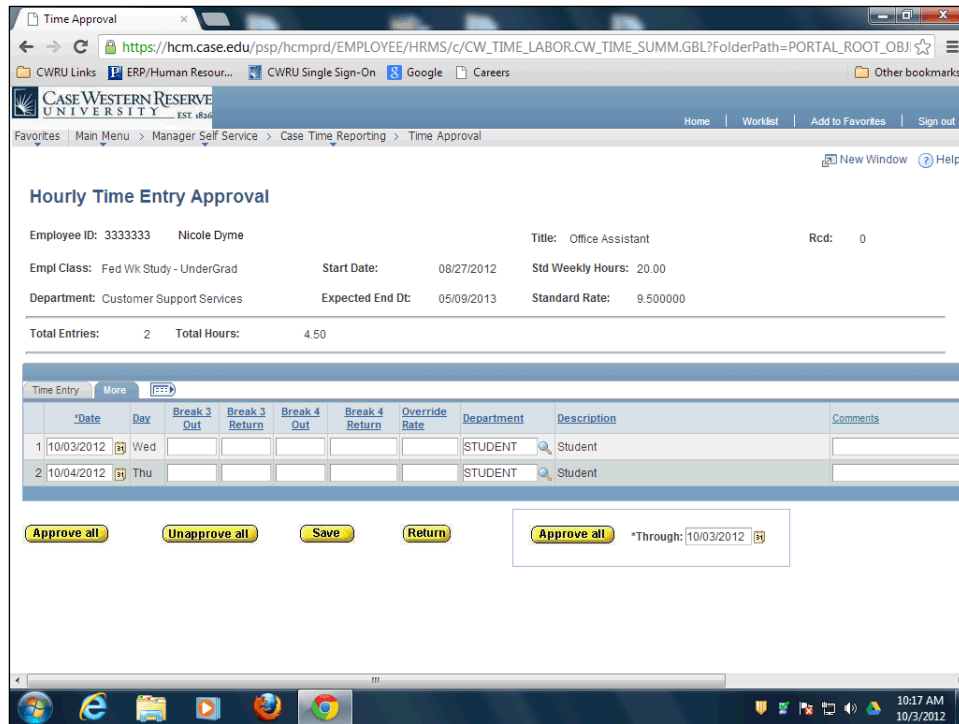 Time Approval
https://hcm.case.edu/psp/hcmprd/EMPLOYEE/HRMS/c/CW_TIME_LABOR.CW_TIME_SUMM.GBL?FolderPath=PORTAL_ROOT_OBJ
CWRU Links ERP/Human Resour... CWRU Single Sign-On Google Careers Other bookmarks
CASE WESTERN RESERVE
UNIVERSITY EST. 1826
Home | Worklist | Add to Favorites | Sign out
Favorites Main Menu > Manager Self Service > Case Time Reporting > Time Approval
New Window ? Help
Hourly Time Entry Approval
Employee ID: 3333333 Nicole Dyme Title: Office Assistant Rcd: 0
Empl Class: Fed Wk Study - UnderGrad Start Date: 08/27/2012 Std Weekly Hours: 20.00
Department: Customer Support Services Expected End Dt: 05/09/2013 Standard Rate: 9.500000
Total Entries: 2 Total Hours: 4.50
Time Entry More
*Date Day Break 3 Out Break 3 Return Break 4 Out Break 4 Return Override Rate Department Description Comments
1 10/03/2012 31 Wed STUDENT Student
2 10/04/2012 31 Thu STUDENT Student
Approve all Unapprove all Save Return Approve all *Through: 10/03/2012 31
10:17 AM
10/3/2012